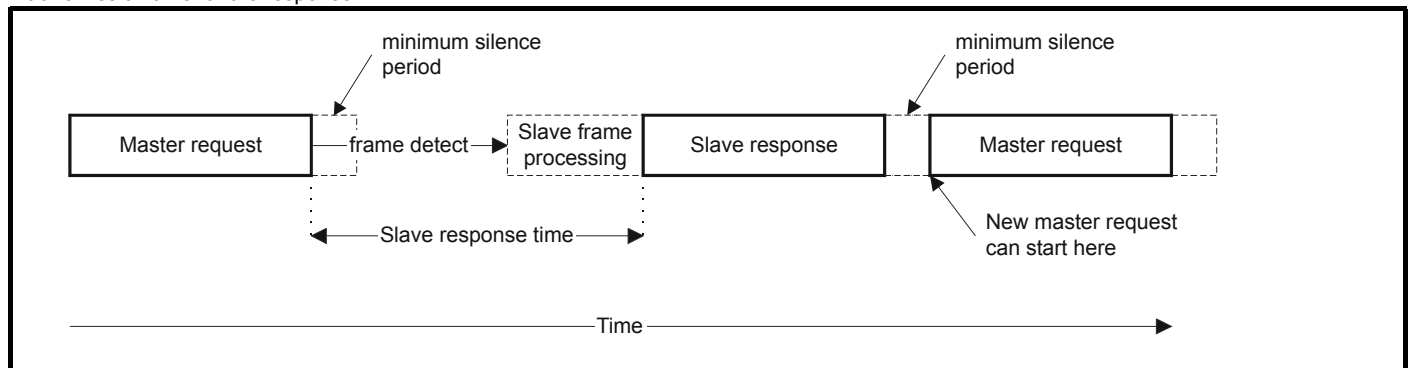 minimum silence
period
minimum silence
period
Master request
frame detect
Slave frame
processing
Slave response
Master request
Slave response time
New master request
can start here
Time